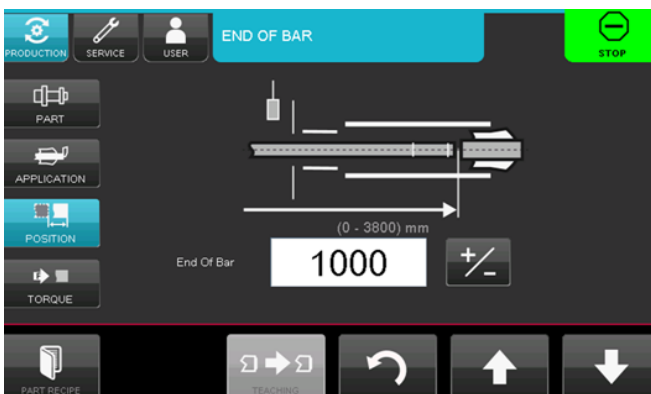 PRODUCTION
SERVICE
USER
END OF BAR
STOP
PART
APPLICATION
POSITION
TORQUE
(0 - 3800) mm
End Of Bar
1000
+/-
PART RECIPE
TEACHING